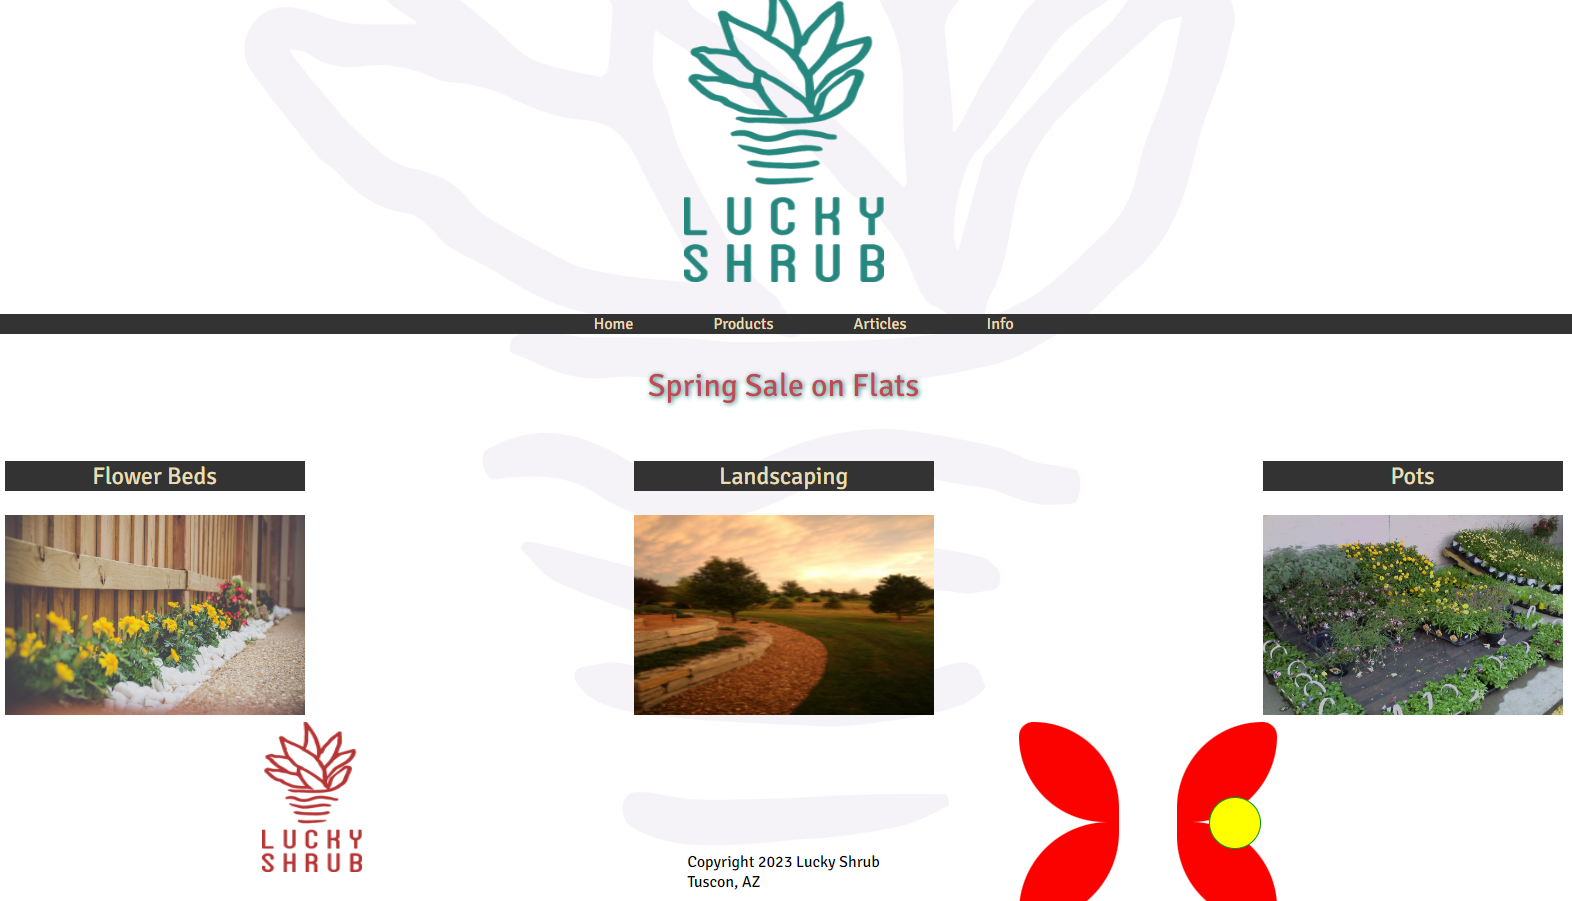 LUCKY
SHRUB
Home Products Articles Info
Spring Sale on Flats
Flower Beds Landscaping Pots
LUCKY
SHRUB
Copyright 2023 Lucky Shrub
Tuscon, AZ